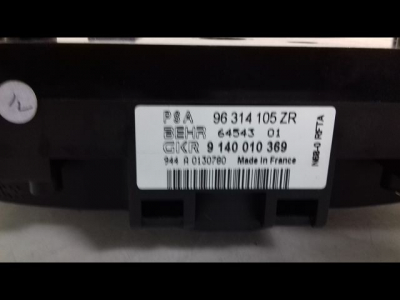 PSA 96 314 105 ZR
BEHR 64543 01
CKR 9 140 010 369
944 A 0130780 Made in France
N68-0 RFTA